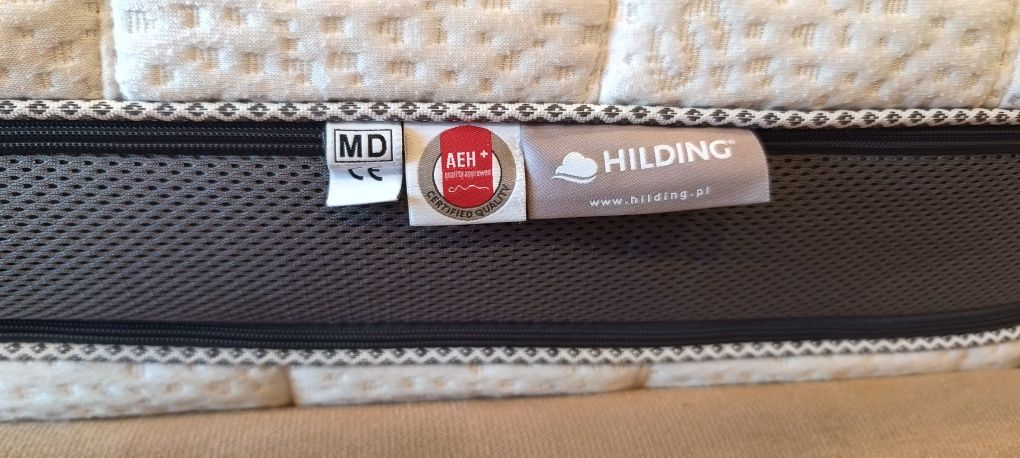 MD
CE
AEH+
quality approved
CERTIFIED QUALITY
HILDING®
www.hilding.pl